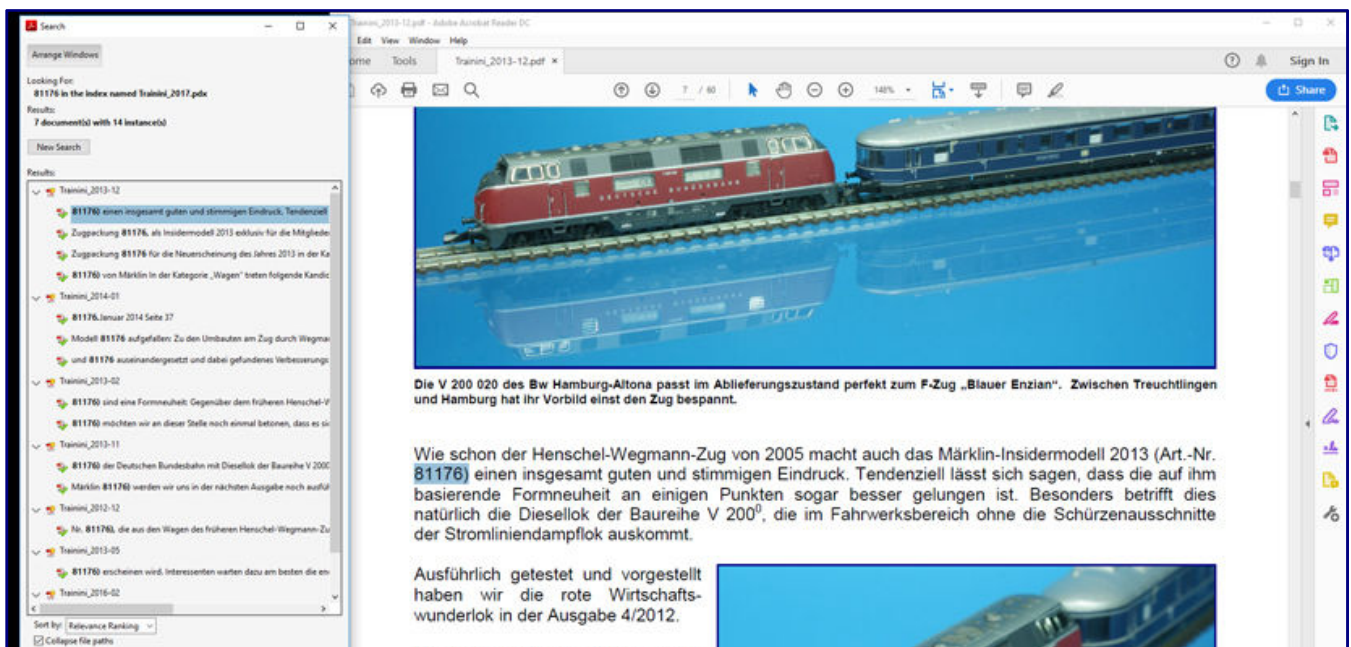 Search
Arrange Windows
Looking For:
81176 in the index named Trainini_2017.pdx
Results:
7 document(s) with 14 instance(s)
New Search
Results:
Trainini_2013-12
81176) einen insgesamt guten und stimmigen Eindruck. Tendenziell
Zugpackung 81176, als Insidermodell 2013 exklusiv für die Mitgliede
Zugpackung 81176 für die Neuerscheinung des Jahres 2013 in der Ka
81176) von Märklin In der Kategorie „Wagen" treten folgende Kandic
Trainini_2014-01
81176.Januar 2014 Seite 37
Modell 81176 aufgefallen: Zu den Umbauten am Zug durch Wegma
und 81176 auseinandergesetzt und dabei gefundenes Verbesserungs
Trainini_2013-02
81176) sind eine Formneuheit: Gegenüber dem früheren Henschel-V
81176) möchten wir an dieser Stelle noch einmal betonen, dass es si
Trainini_2013-11
81176) der Deutschen Bundesbahn mit Diesellok der Baureihe V 200
Märklin 81176) werden wir uns in der nächsten Ausgabe noch ausfül
Trainini_2012-12
Nr. 81176), die aus den Wagen des früheren Henschel-Wegmann-Zu
Trainini_2013-05
81176) erscheinen wird. Interessenten warten dazu am besten die en
Trainini_2016-02
Sort by: Relevance Ranking
Collapse file paths
Trainini_2013-12.pdf - Adobe Acrobat Reader DC
Edit View Window Help
ome Tools Trainini_2013-12.pdf × Sign In
7 / 60 148% Share
DEUTSCHE BUNDESBAHN
Die V 200 020 des Bw Hamburg-Altona passt im Ablieferungszustand perfekt zum F-Zug „Blauer Enzian“. Zwischen Treuchtlingen
und Hamburg hat ihr Vorbild einst den Zug bespannt.
Wie schon der Henschel-Wegmann-Zug von 2005 macht auch das Märklin-Insidermodell 2013 (Art.-Nr.
81176) einen insgesamt guten und stimmigen Eindruck. Tendenziell lässt sich sagen, dass die auf ihm
basierende Formneuheit an einigen Punkten sogar besser gelungen ist. Besonders betrifft dies
natürlich die Diesellok der Baureihe V 200⁰, die im Fahrwerksbereich ohne die Schürzenausschnitte
der Stromliniendampflok auskommt.
Ausführlich getestet und vorgestellt
haben wir die rote Wirtschafts-
wunderlok in der Ausgabe 4/2012.